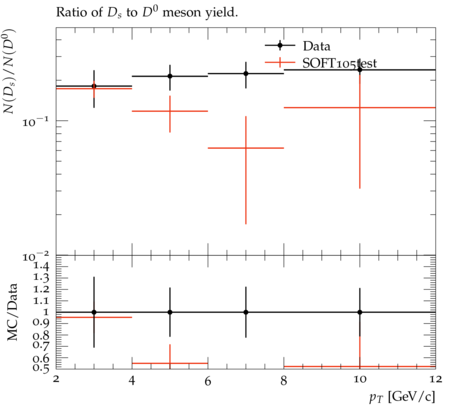 Ratio of D_s to D^0 meson yield.
N(D_s)/N(D^0)
Data
SOFT105test
10^−1
10^−2
MC/Data
1.4
1.3
1.2
1.1
1
0.9
0.8
0.7
0.6
0.5
2 4 6 8 10 12
p_T [GeV/c]